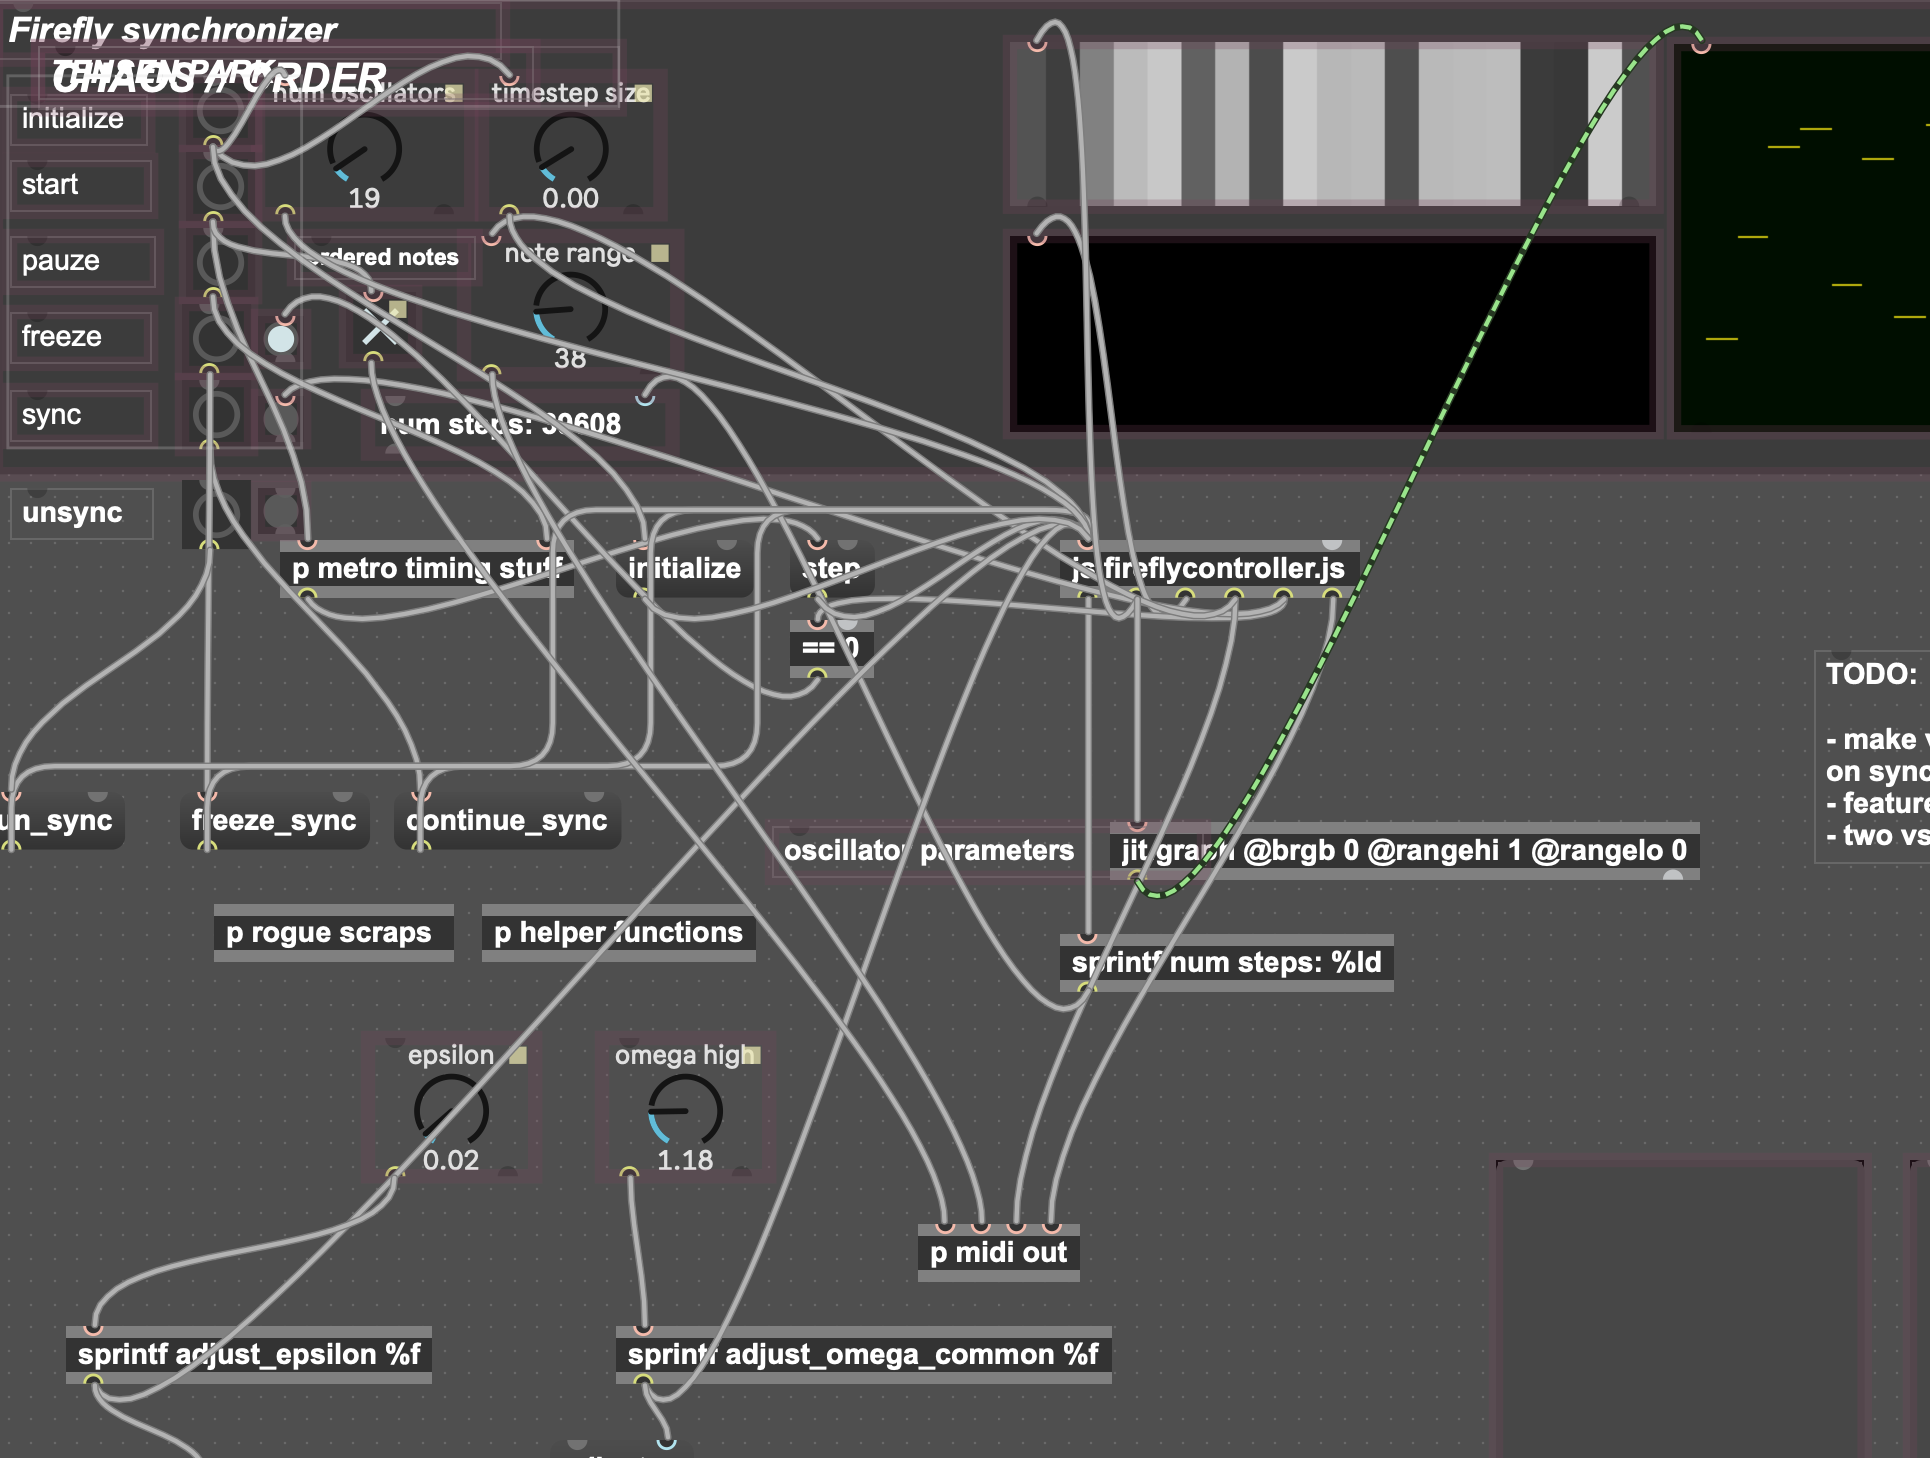 Firefly synchronizer
CHAOS // ORDER
initialize
num oscillators
timestep size
start
19
0.00
pauze
ordered notes
note range
freeze
38
sync
num steps: 39608
unsync
p metro timing stuff
initialize
step
js fireflycontroller.js
== 0
TODO:
- make
on sync
- feature
- two vs
un_sync
freeze_sync
continue_sync
oscillator parameters
jit.graph @brgb 0 @rangehi 1 @rangelo 0
p rogue scraps
p helper functions
sprintf num steps: %ld
epsilon
omega high
0.02
1.18
p midi out
sprintf adjust_epsilon %f
sprintf adjust_omega_common %f